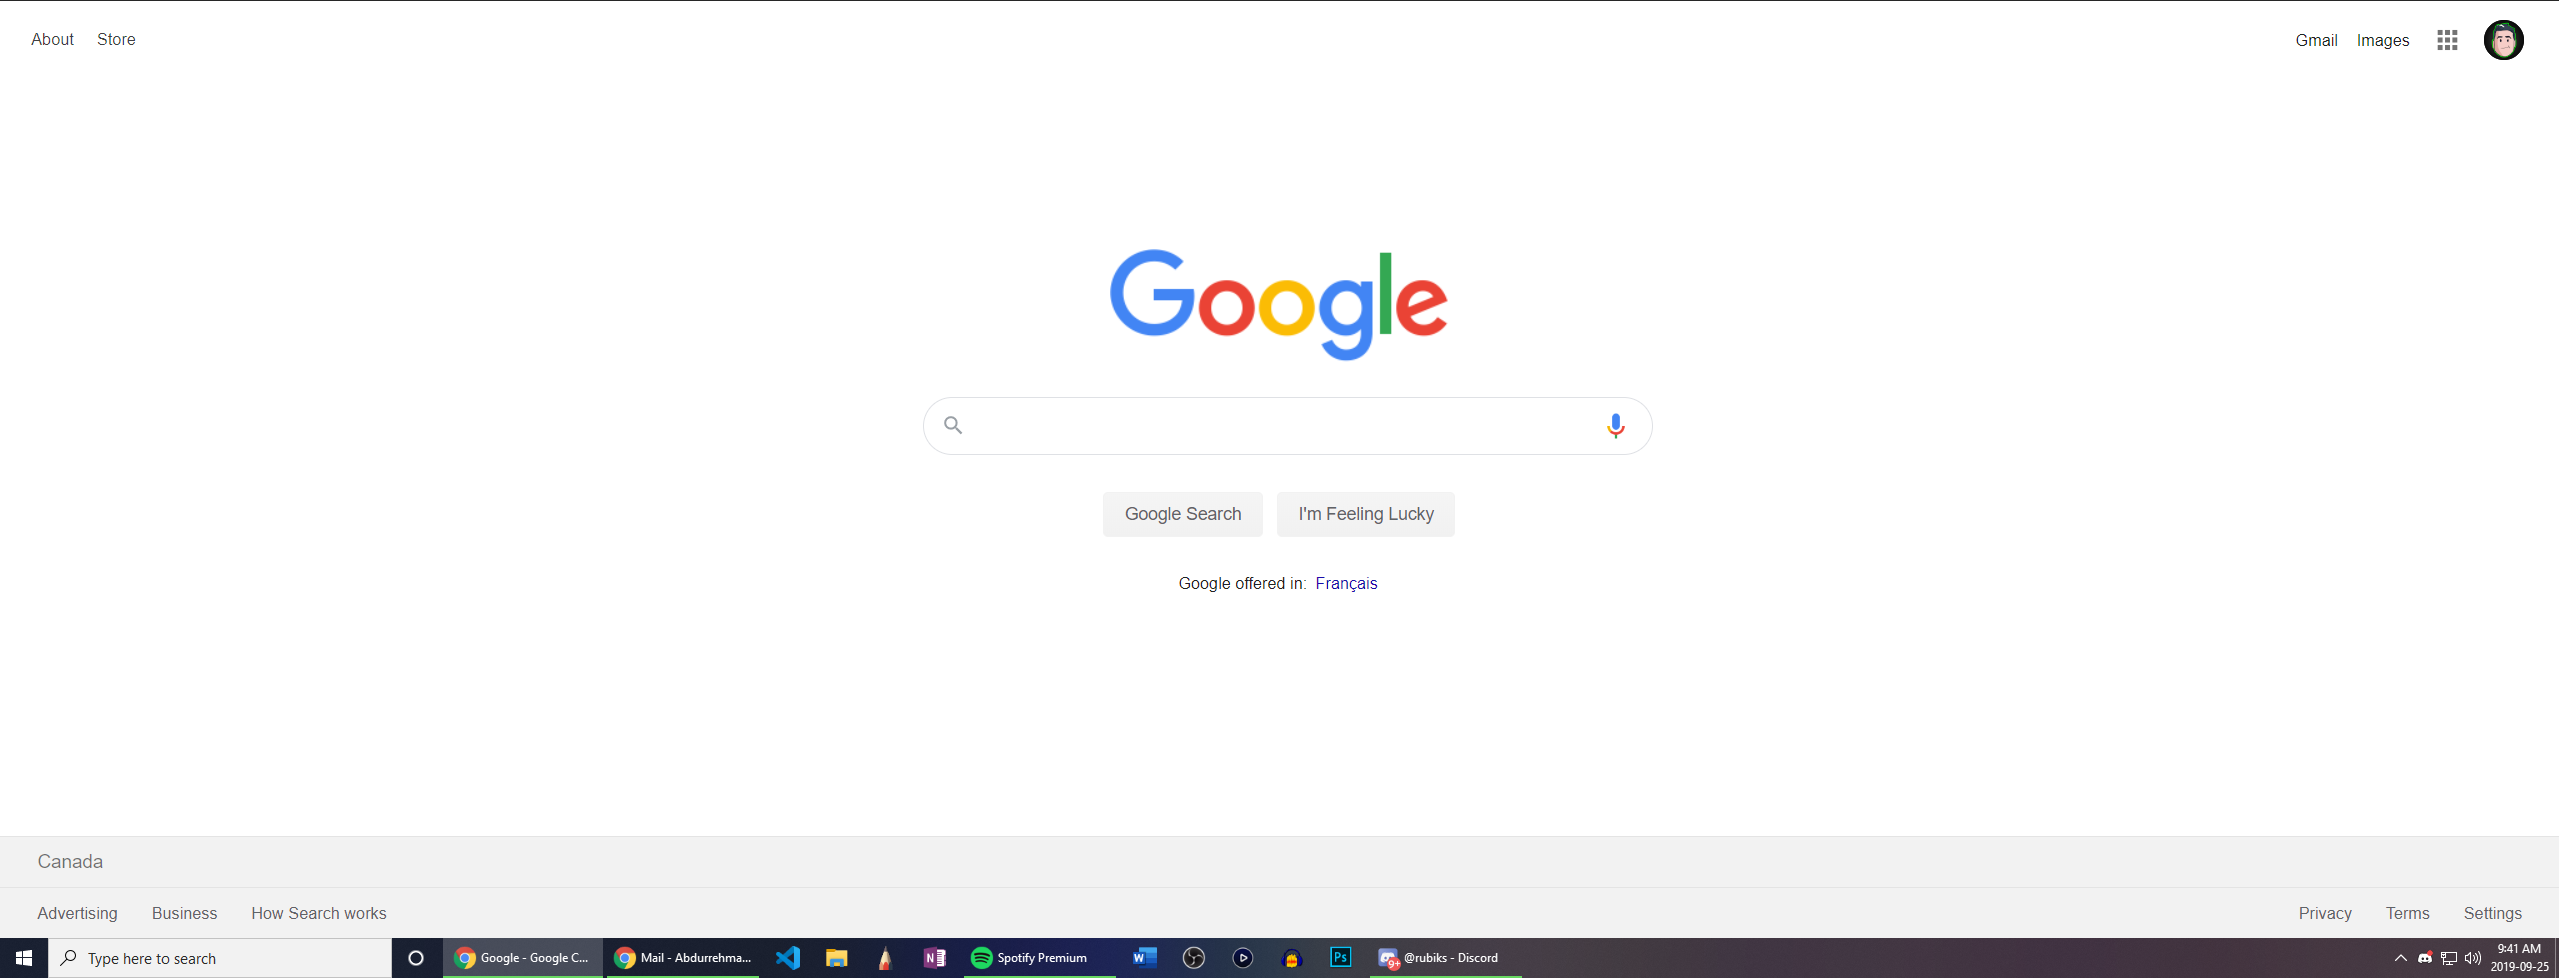 About Store
Gmail Images
Google
Google Search I'm Feeling Lucky
Google offered in: Français
Canada
Advertising Business How Search works
Privacy Terms Settings
Type here to search
Google - Google C...
Mail - Abdurrehma...
N
Spotify Premium
W
Ps
9+
@rubiks - Discord
9:41 AM
2019-09-25